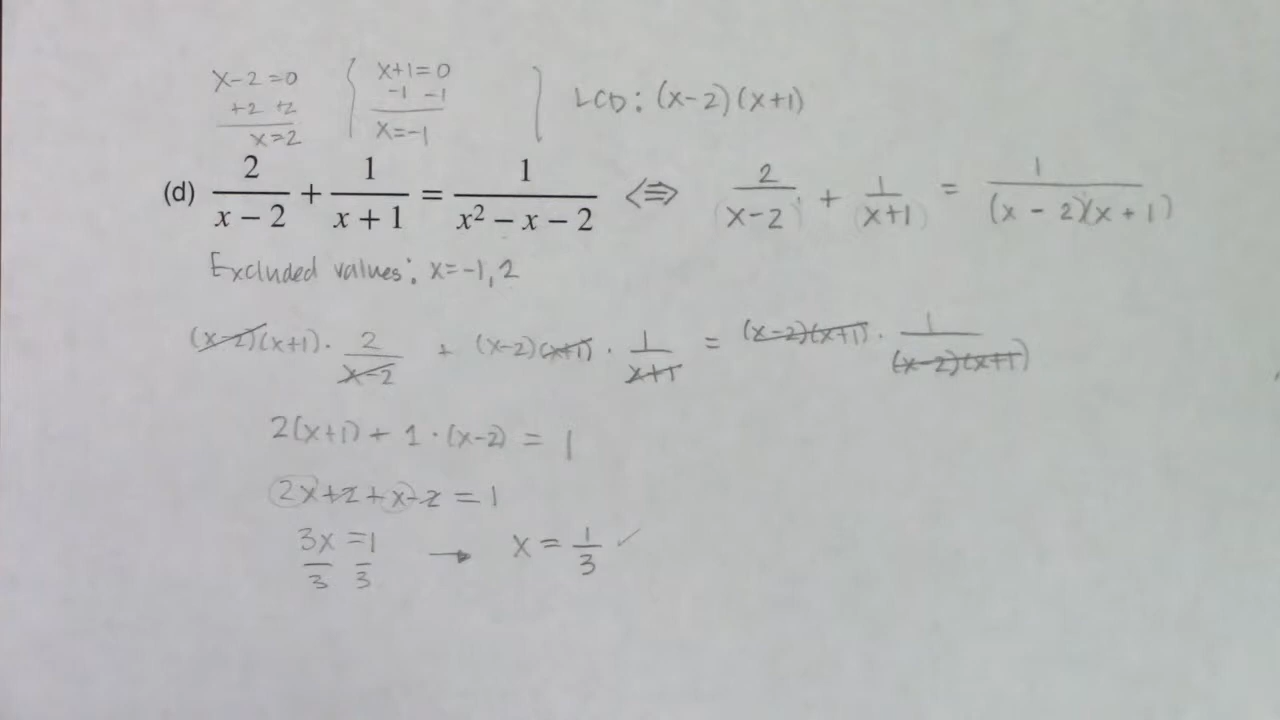 x-2=0 x+1=0 LCD: (x-2)(x+1)
+2 +2 -1 -1
x=2 x=-1
(d) 2/(x - 2) + 1/(x + 1) = 1/(x² - x - 2) <=> 2/(x-2) + 1/(x+1) = 1/((x - 2)(x + 1))
Excluded values: x=-1,2
(x-2)(x+1) · 2/(x-2) + (x-2)(x+1) · 1/(x+1) = (x-2)(x+1) · 1/((x-2)(x+1))
2(x+1) + 1 · (x-2) = 1
2x+2+x-2 = 1
3x/3 = 1/3 → x = 1/3 ✓